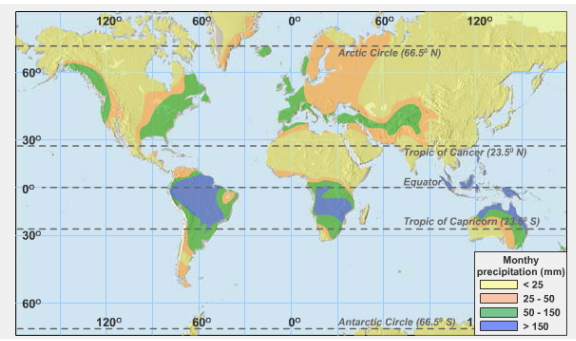 120° 60° 0° 60° 120°
Arctic Circle (66.5° N)
60°
30°
Tropic of Cancer (23.5° N)
Equator
0°
Tropic of Capricorn (23.5° S)
30°
Monthy
precipitation (mm)
< 25
25 - 50
50 - 150
> 150
60°
120° 60° 0°
Antarctic Circle (66.5° S)